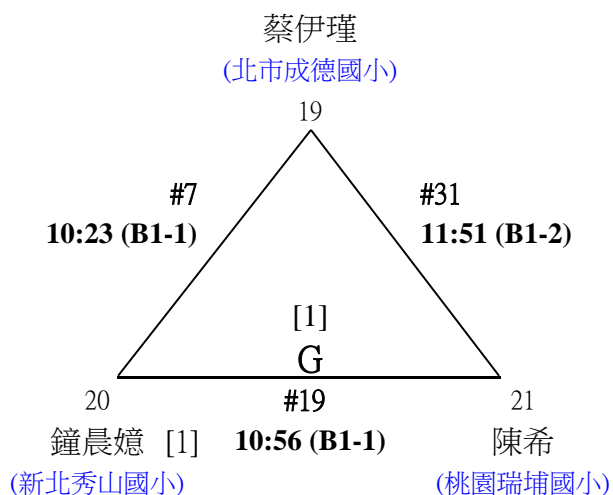 蔡伊瑾
(北市成德國小)
19
#7
#31
10:23 (B1-1)
11:51 (B1-2)
[1]
G
20
#19
21
鐘晨嬑 [1]
10:56 (B1-1)
陳希
(新北秀山國小)
(桃園瑞埔國小)